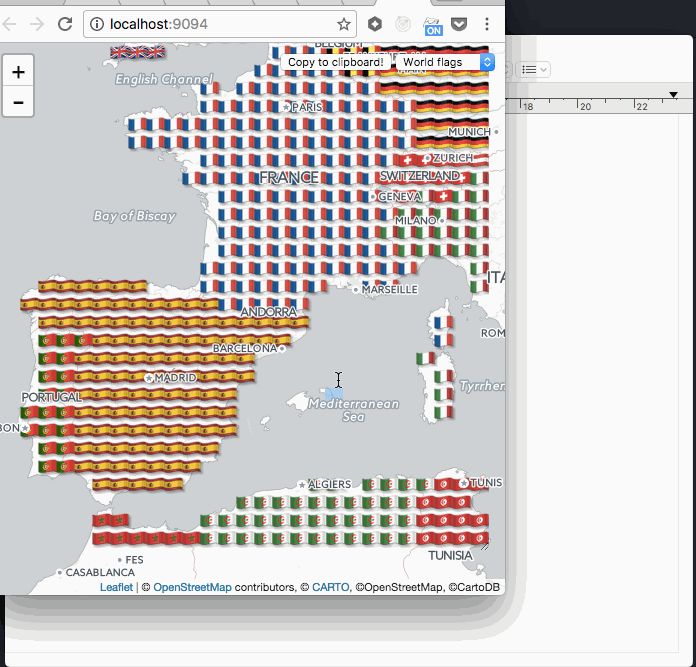 localhost:9094
ON
+
−
BELGIUM
Copy to clipboard!
World flags
English Channel
PARIS
18
20
22
MUNICH
ZURICH
FRANCE
SWITZERLAND
GENEVA
Bay of Biscay
MILANO
ITA
MARSEILLE
ANDORRA
ROM
BARCELONA
MADRID
Tyrrhen
PORTUGAL
Mediterranean
Sea
BON
ALGIERS
TUNIS
TUNISIA
FES
CASABLANCA
Leaflet | © OpenStreetMap contributors, © CARTO, ©OpenStreetMap, ©CartoDB